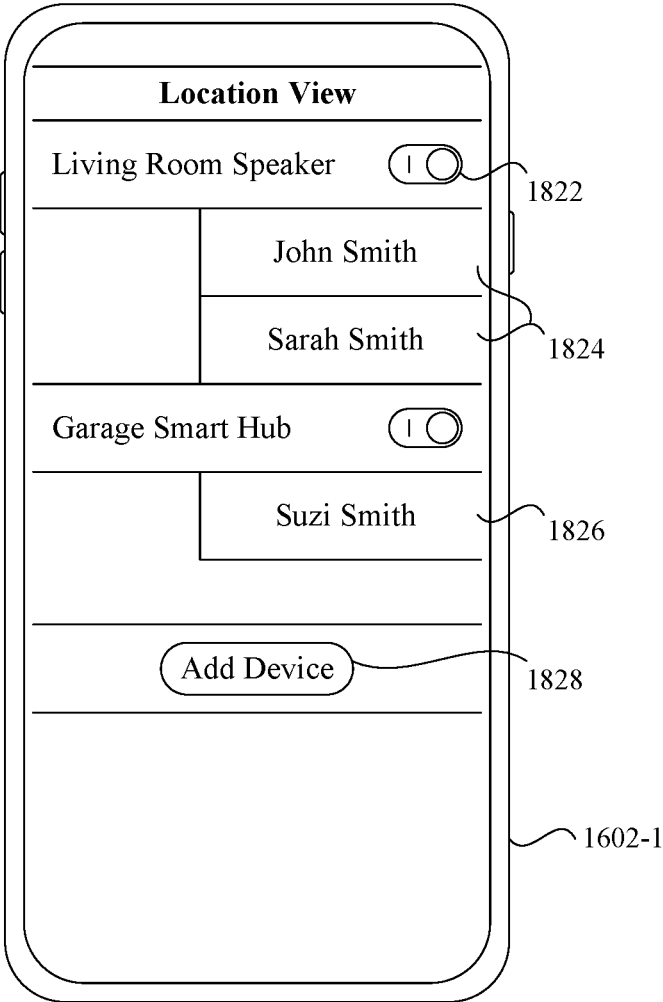 Location View
Living Room Speaker
1822
John Smith
Sarah Smith
1824
Garage Smart Hub
Suzi Smith
1826
Add Device
1828
1602-1